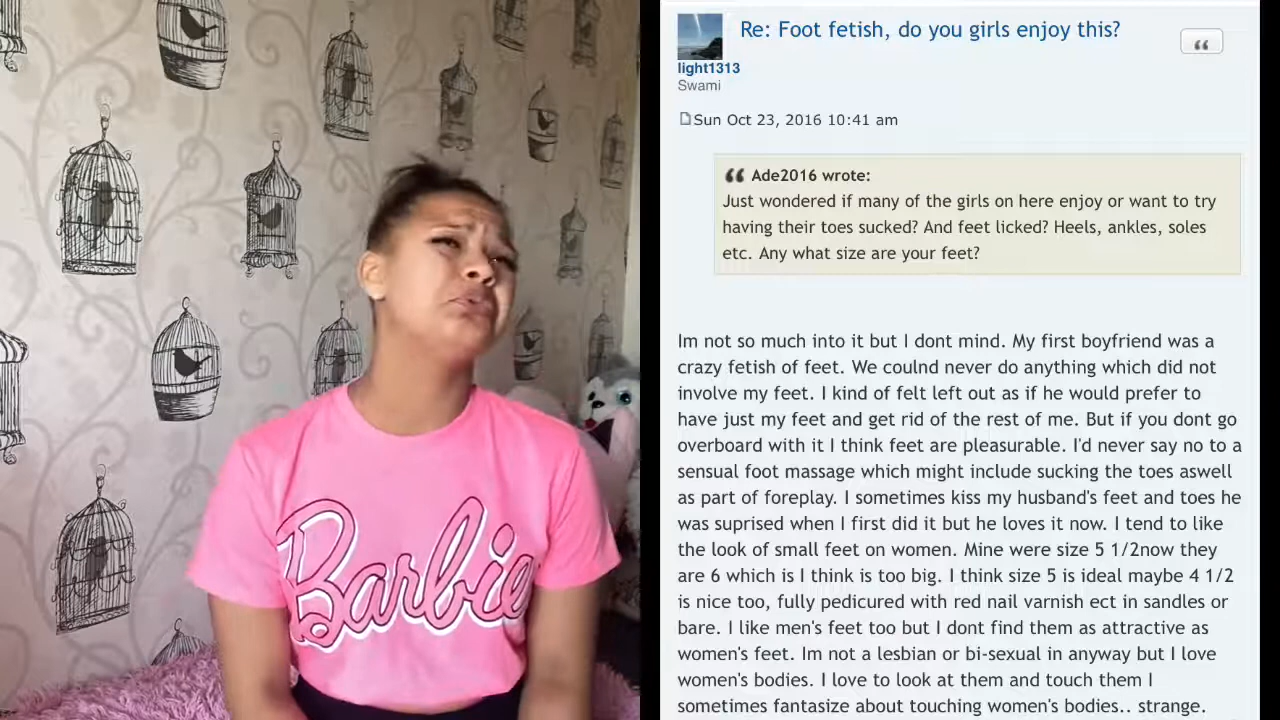 Barbie
Re: Foot fetish, do you girls enjoy this?
light1313
Swami
Sun Oct 23, 2016 10:41 am
Ade2016 wrote:
Just wondered if many of the girls on here enjoy or want to try
having their toes sucked? And feet licked? Heels, ankles, soles
etc. Any what size are your feet?
Im not so much into it but I dont mind. My first boyfriend was a
crazy fetish of feet. We coulnd never do anything which did not
involve my feet. I kind of felt left out as if he would prefer to
have just my feet and get rid of the rest of me. But if you dont go
overboard with it I think feet are pleasurable. I'd never say no to a
sensual foot massage which might include sucking the toes aswell
as part of foreplay. I sometimes kiss my husband's feet and toes he
was suprised when I first did it but he loves it now. I tend to like
the look of small feet on women. Mine were size 5 1/2now they
are 6 which is I think is too big. I think size 5 is ideal maybe 4 1/2
is nice too, fully pedicured with red nail varnish ect in sandles or
bare. I like men's feet too but I dont find them as attractive as
women's feet. Im not a lesbian or bi-sexual in anyway but I love
women's bodies. I love to look at them and touch them I
sometimes fantasize about touching women's bodies.. strange.